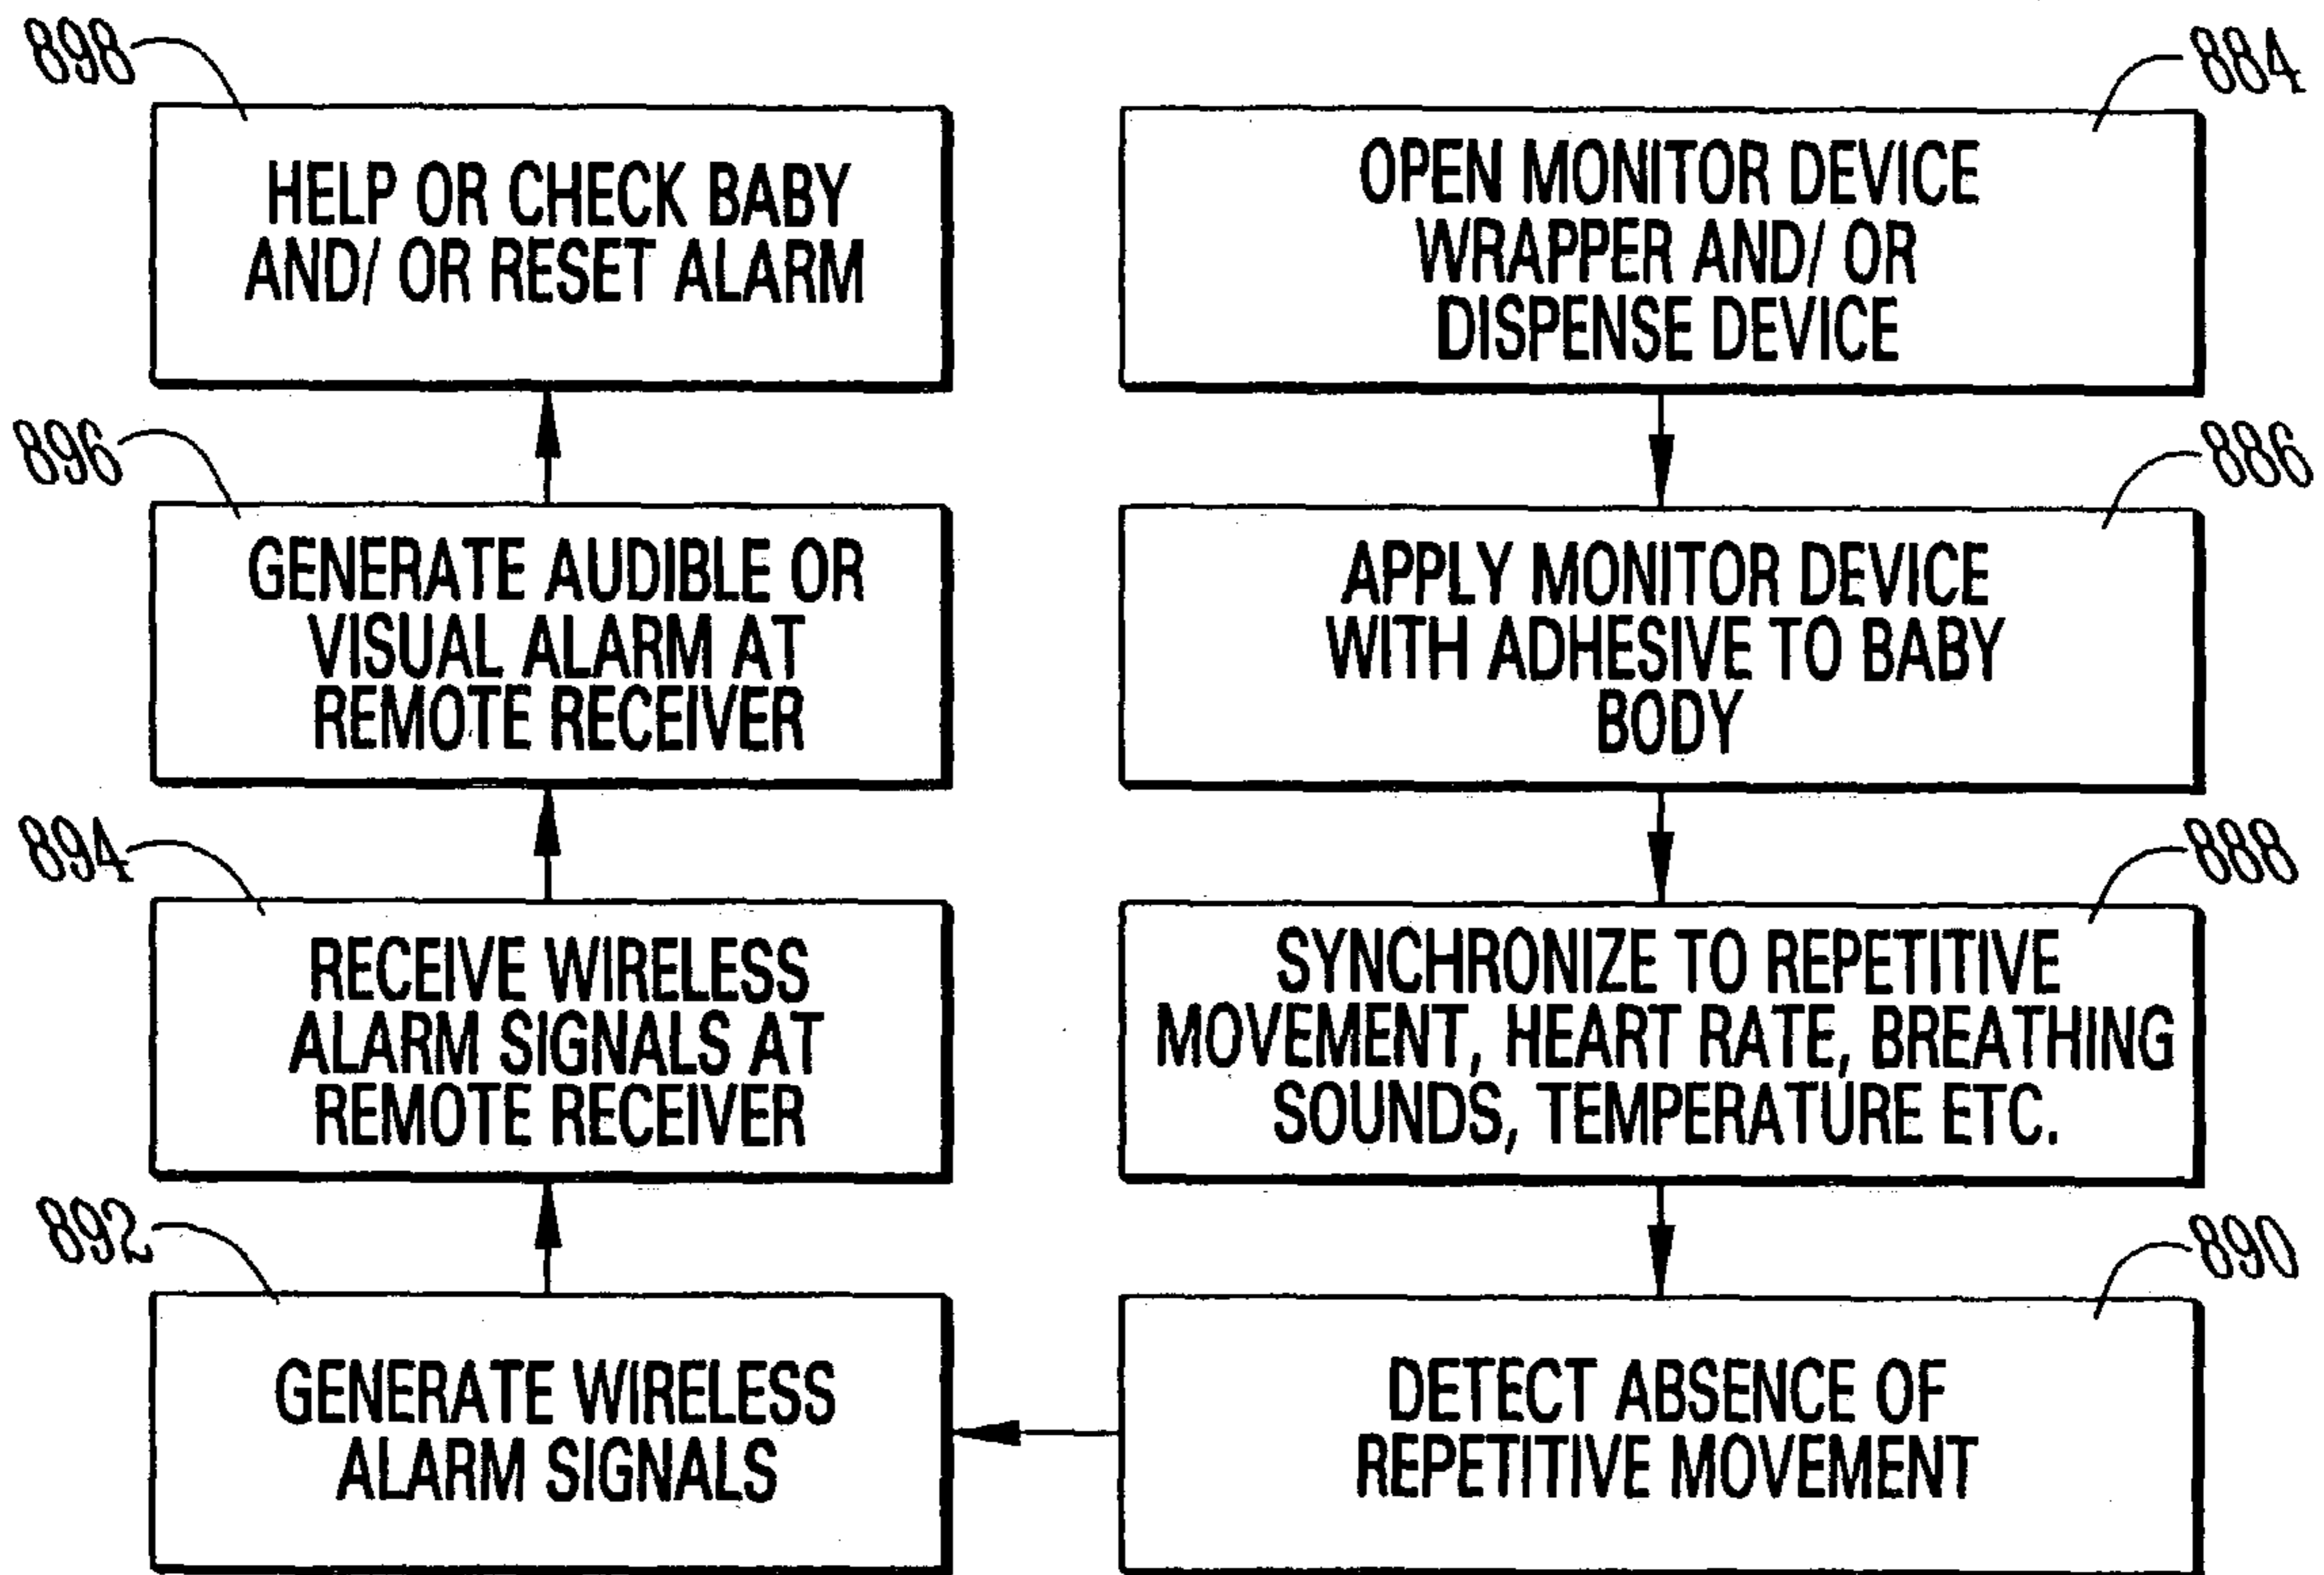 898
HELP OR CHECK BABY
AND/ OR RESET ALARM
896
GENERATE AUDIBLE OR
VISUAL ALARM AT
REMOTE RECEIVER
894
RECEIVE WIRELESS
ALARM SIGNALS AT
REMOTE RECEIVER
892
GENERATE WIRELESS
ALARM SIGNALS
884
OPEN MONITOR DEVICE
WRAPPER AND/ OR
DISPENSE DEVICE
886
APPLY MONITOR DEVICE
WITH ADHESIVE TO BABY
BODY
888
SYNCHRONIZE TO REPETITIVE
MOVEMENT, HEART RATE, BREATHING
SOUNDS, TEMPERATURE ETC.
890
DETECT ABSENCE OF
REPETITIVE MOVEMENT